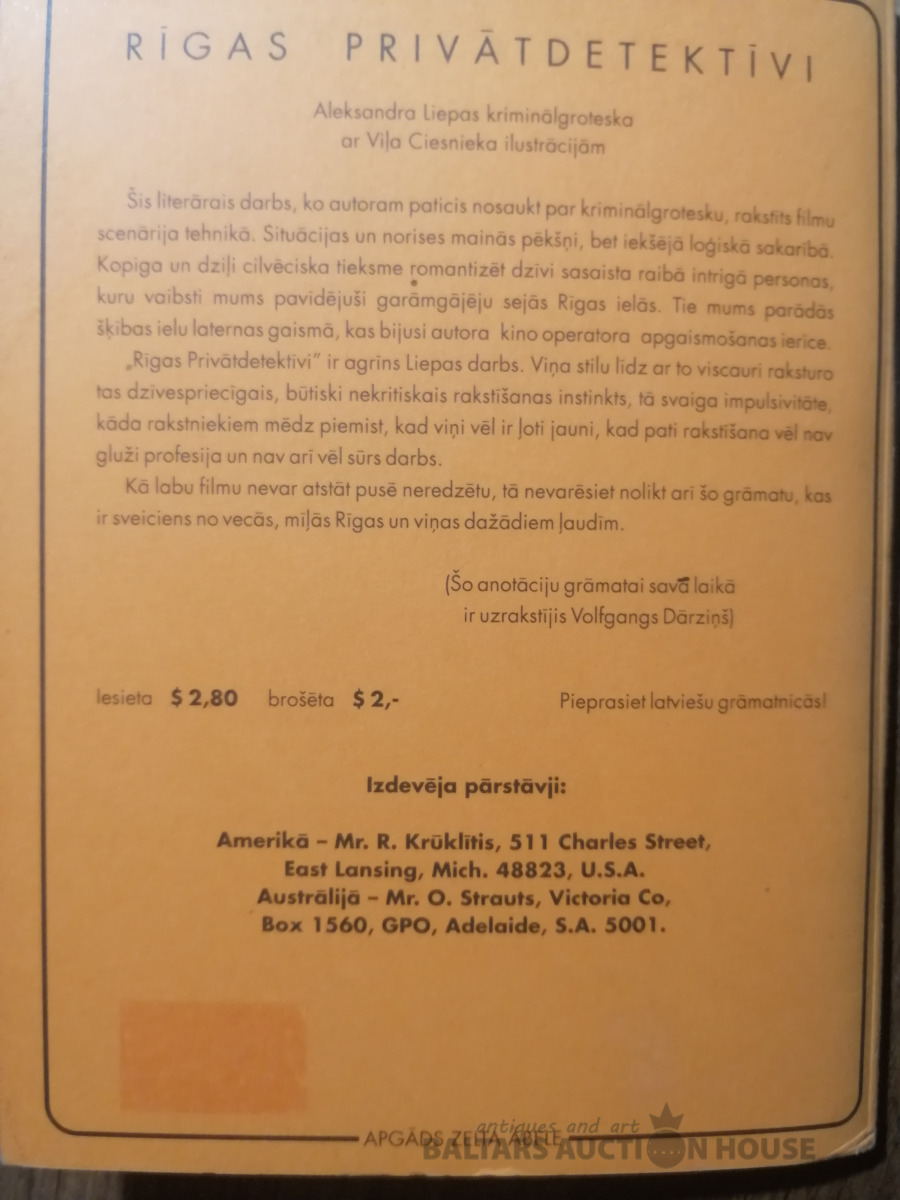 RĪGAS PRIVĀTDETEKTĪVI
Aleksandra Liepas kriminālgroteska
ar Viļa Ciesnieka ilustrācijām
Šis literārais darbs, ko autoram paticis nosaukt par kriminālgrotesku, rakstīts filmu
scenārija tehnikā. Situācijas un norises mainās pēkšņi, bet iekšējā loģiskā sakarībā.
Kopīga un dziļi cilvēciska tieksme romantizēt dzīvi sasaista raibā intrigā personas,
kuru vaibsti mums pavīdējuši garāmgājēju sejās Rīgas ielās. Tie mums parādās
šķības ielu laternas gaismā, kas bijusi autora kino operatora apgaismošanas ierīce.
„Rīgas Privātdetektīvi” ir agrīns Liepas darbs. Viņa stilu līdz ar to viscauri raksturo
tas dzīvespriecīgais, būtiski nekritiskais rakstīšanas instinkts, tā svaiga impulsivitāte,
kāda rakstniekiem mēdz piemist, kad viņi vēl ir ļoti jauni, kad pati rakstīšana vēl nav
gluži profesija un nav arī vēl sūrs darbs.
Kā labu filmu nevar atstāt pusē neredzētu, tā nevarēsiet nolikt arī šo grāmatu, kas
ir sveiciens no vecās, mīļās Rīgas un viņas dažādiem ļaudīm.
(Šo anotāciju grāmatai savā laikā
ir uzrakstījis Volfgangs Dārziņš)
Iesieta $ 2,80 brošēta $ 2,- Pieprasiet latviešu grāmatnīcās!
Izdevēja pārstāvji:
Amerikā – Mr. R. Krūklītis, 511 Charles Street,
East Lansing, Mich. 48823, U.S.A.
Austrālijā – Mr. O. Strauts, Victoria Co,
Box 1560, GPO, Adelaide, S.A. 5001.
APGĀDS ZELTA ĀBELE
antiques and art
BALTARS AUCTION HOUSE